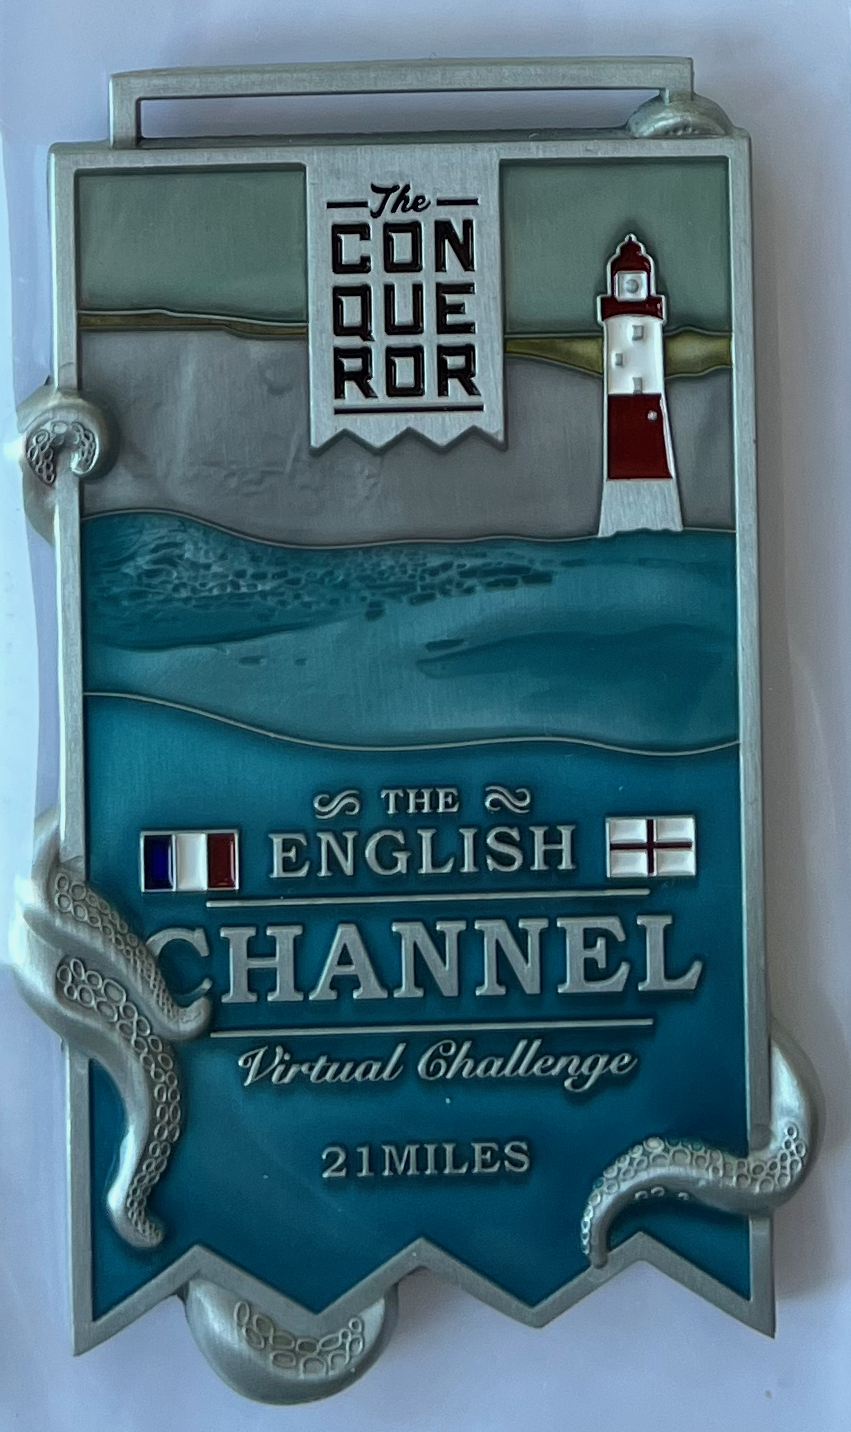 The
CON
QUE
ROR
THE
ENGLISH
CHANNEL
Virtual Challenge
21MILES